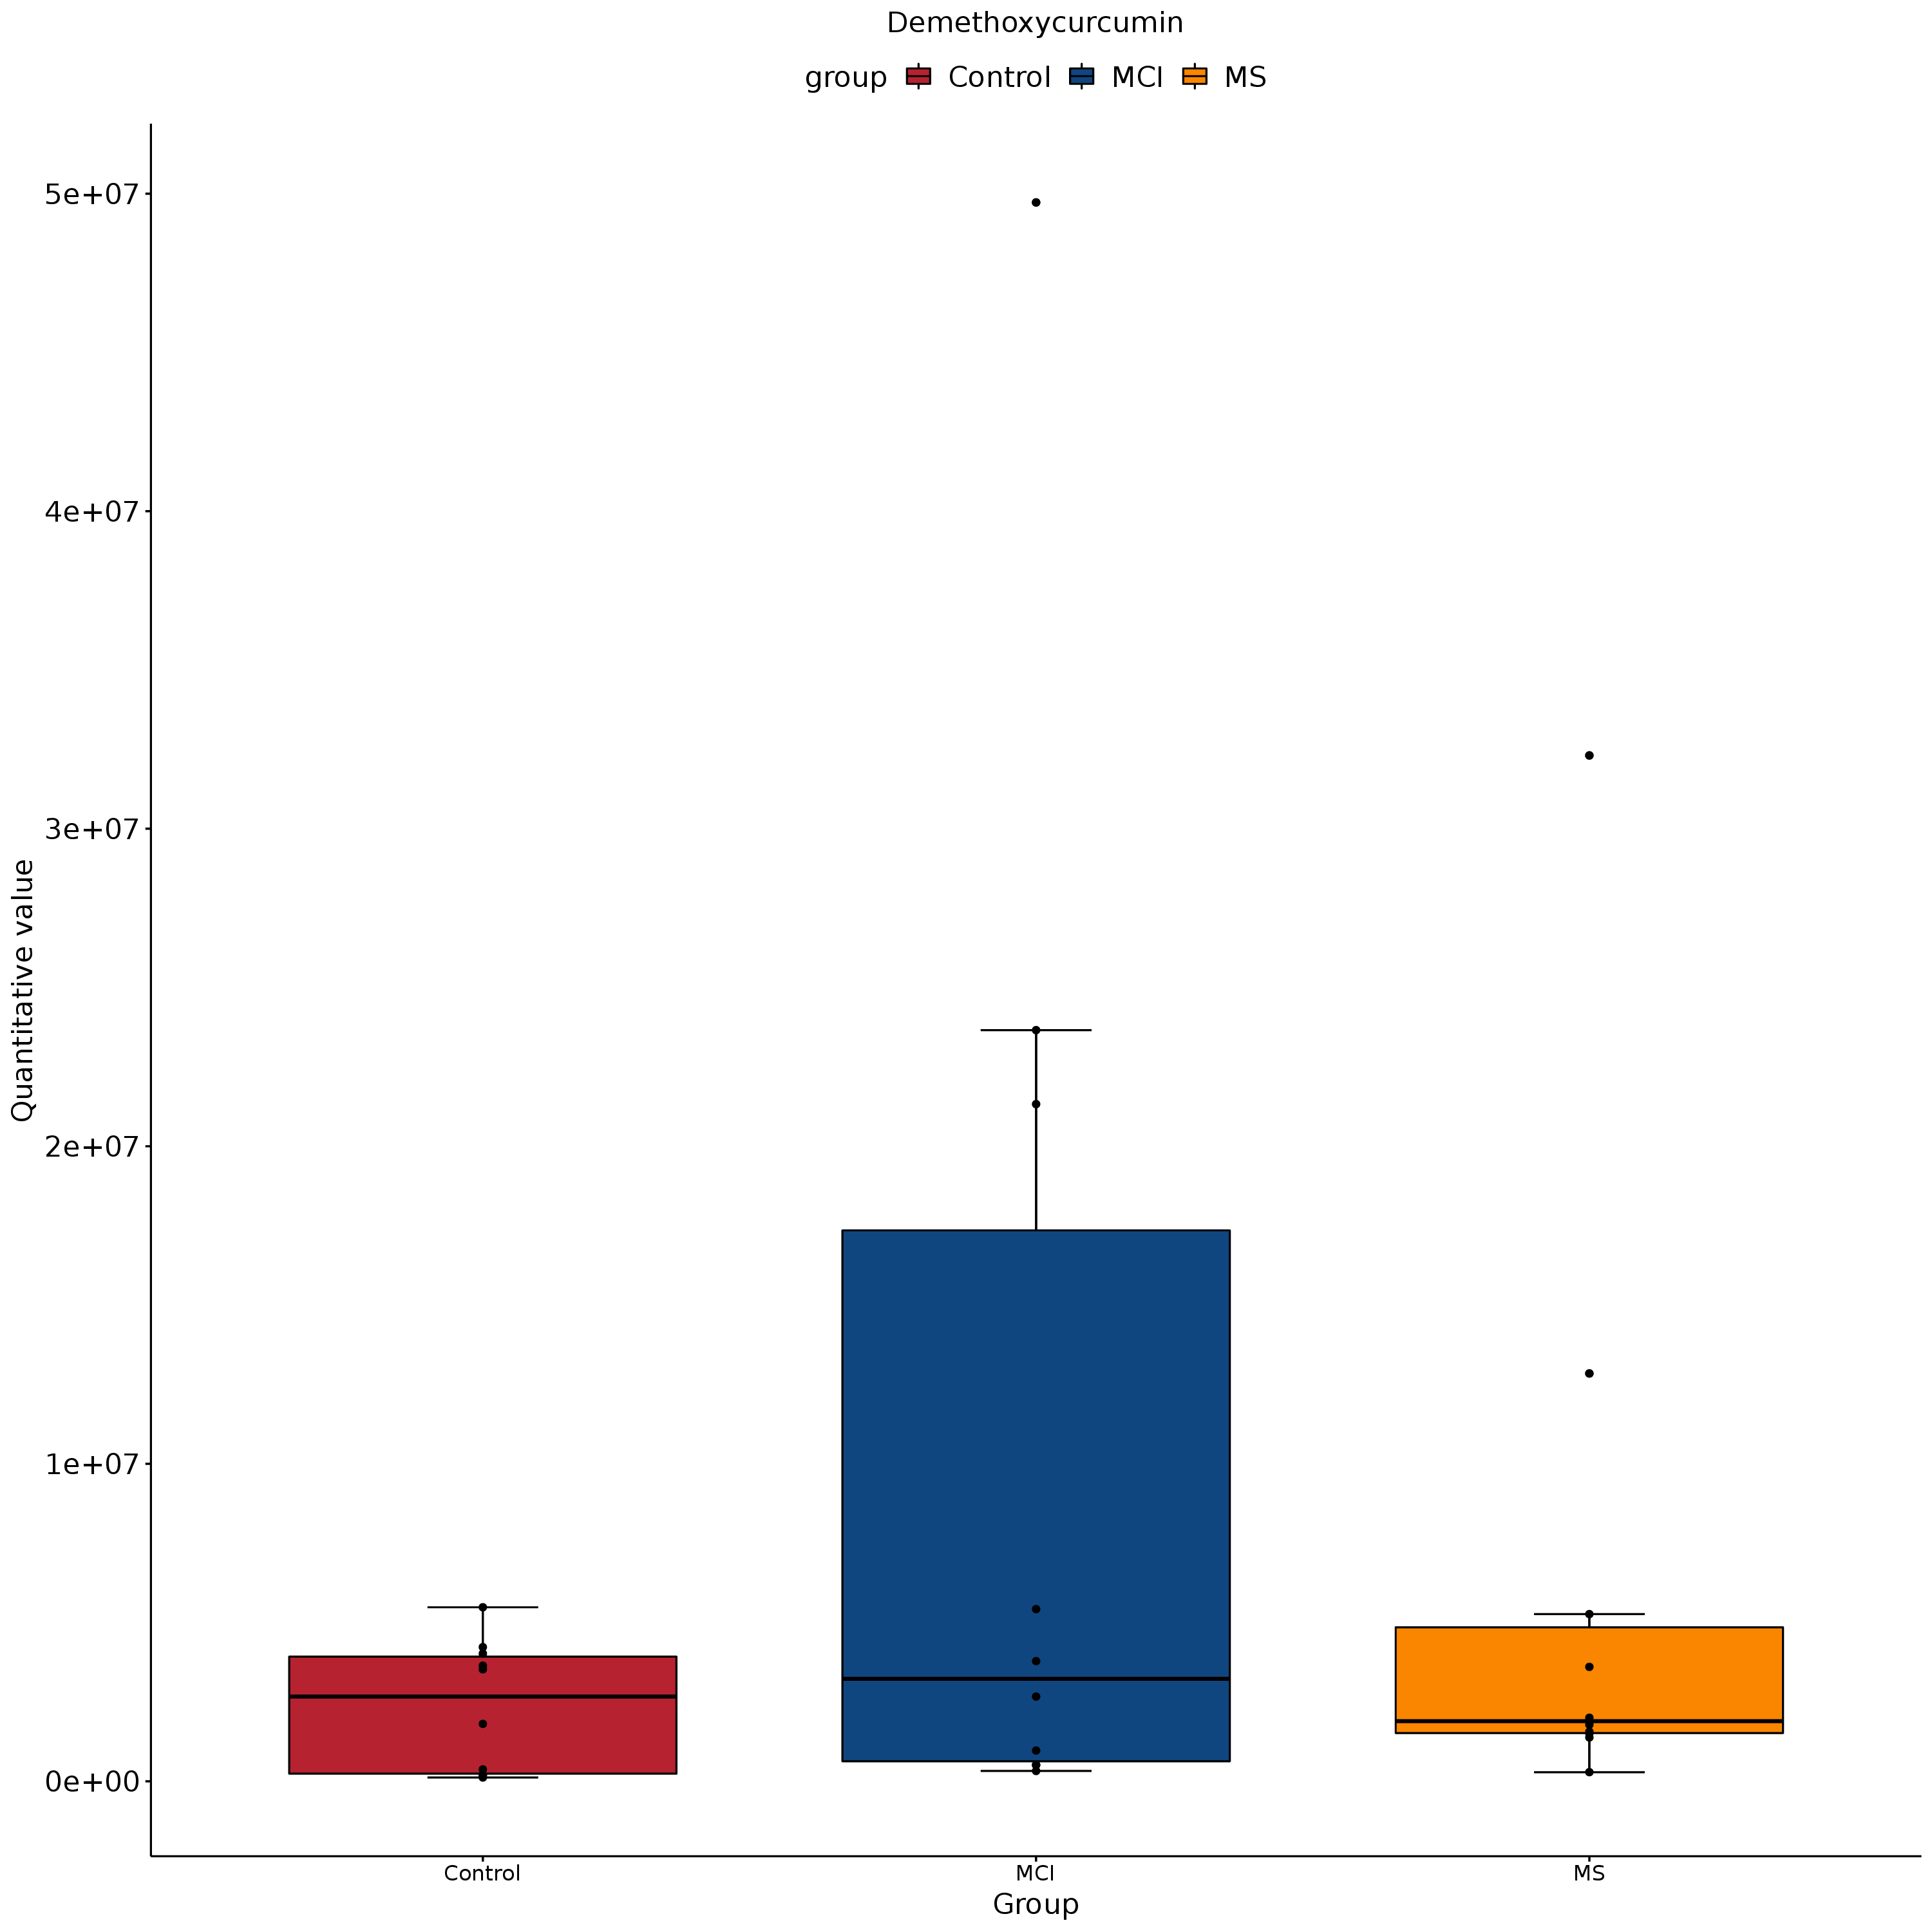 Demethoxycurcumin
group Control MCI MS
5e+07
4e+07
3e+07
2e+07
1e+07
0e+00
Quantitative value
Control MCI MS
Group